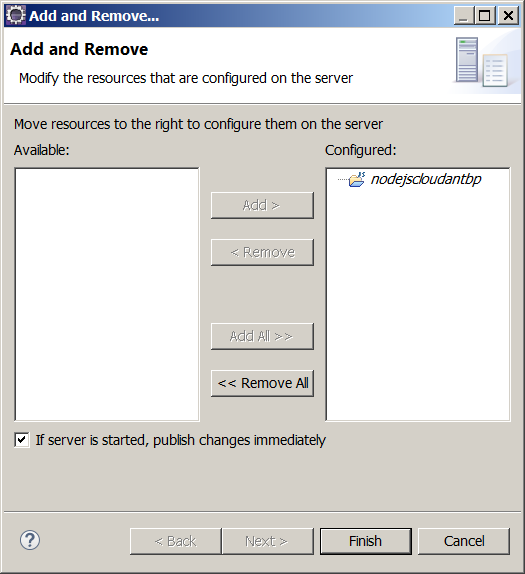 Add and Remove...
Add and Remove
Modify the resources that are configured on the server
Move resources to the right to configure them on the server
Available:
Configured:
nodejscloudantbp
Add >
< Remove
Add All >>
<< Remove All
If server is started, publish changes immediately
?
< Back
Next >
Finish
Cancel